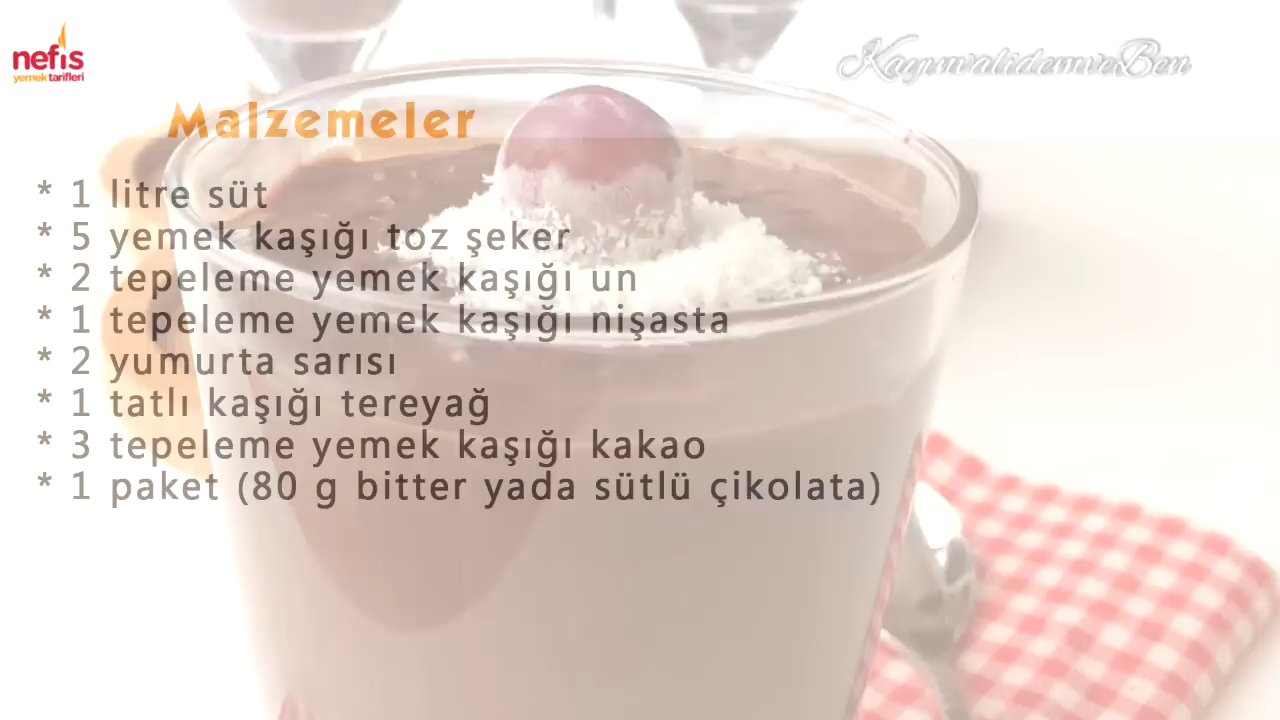 nefis
yemek tarifleri
KayınvalidemveBen
Malzemeler
* 1 litre süt
* 5 yemek kaşığı toz şeker
* 2 tepeleme yemek kaşığı un
* 1 tepeleme yemek kaşığı nişasta
* 2 yumurta sarısı
* 1 tatlı kaşığı tereyağ
* 3 tepeleme yemek kaşığı kakao
* 1 paket (80 g bitter yada sütlü çikolata)